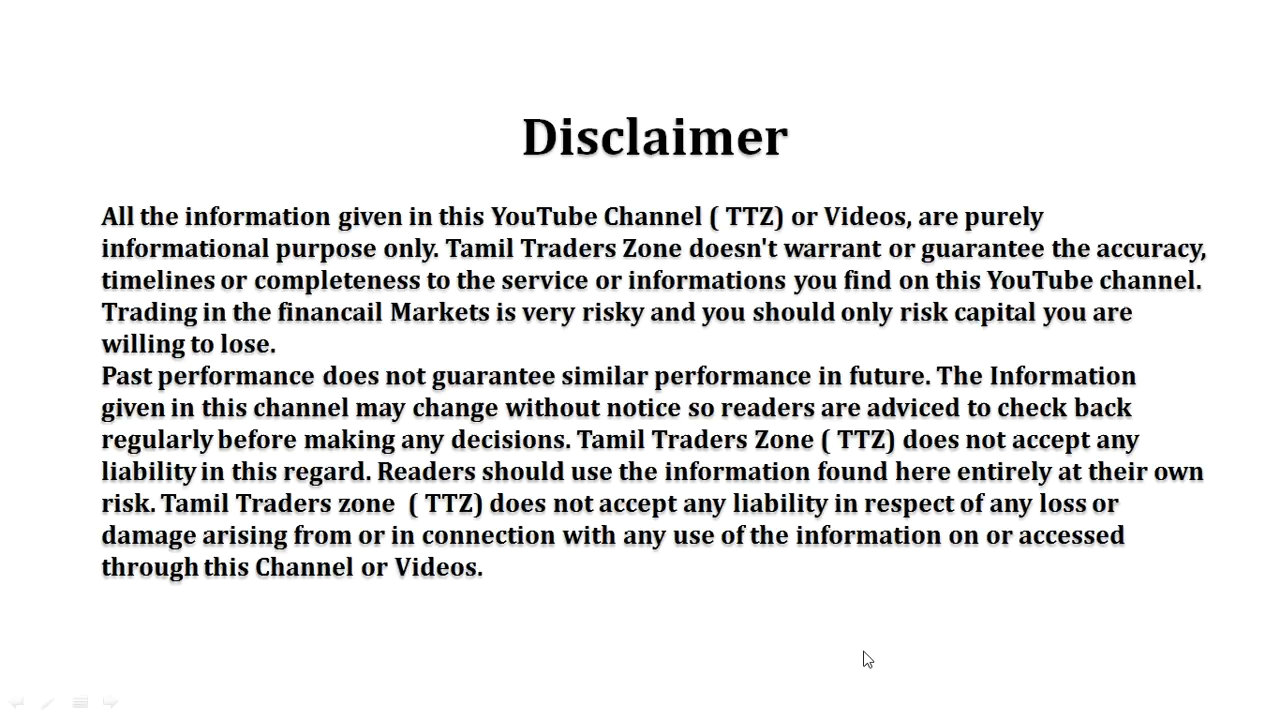 Disclaimer
All the information given in this YouTube Channel ( TTZ) or Videos, are purely
informational purpose only. Tamil Traders Zone doesn't warrant or guarantee the accuracy,
timelines or completeness to the service or informations you find on this YouTube channel.
Trading in the financail Markets is very risky and you should only risk capital you are
willing to lose.
Past performance does not guarantee similar performance in future. The Information
given in this channel may change without notice so readers are adviced to check back
regularly before making any decisions. Tamil Traders Zone ( TTZ) does not accept any
liability in this regard. Readers should use the information found here entirely at their own
risk. Tamil Traders zone  ( TTZ) does not accept any liability in respect of any loss or
damage arising from or in connection with any use of the information on or accessed
through this Channel or Videos.